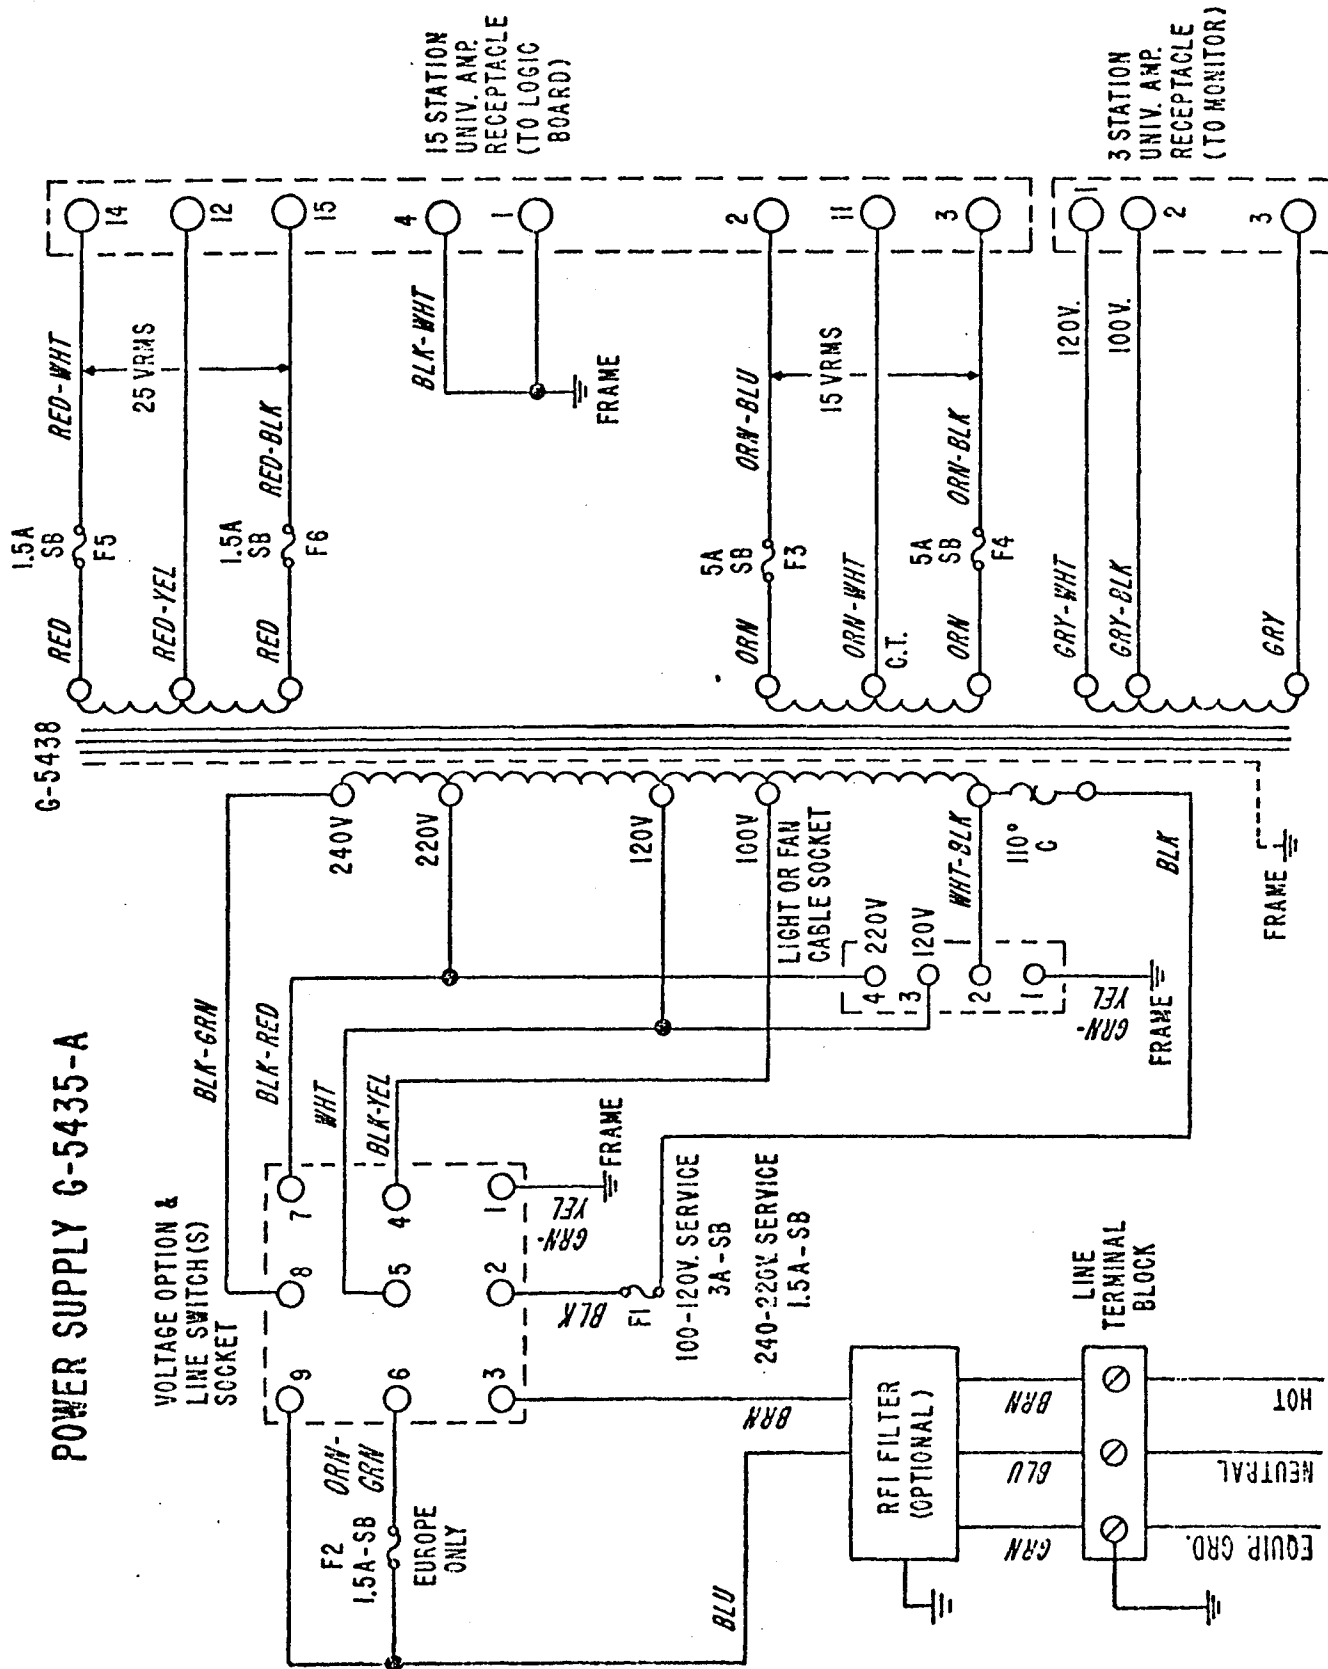 POWER SUPPLY G-5435-A
VOLTAGE OPTION &
LINE SWITCH(S)
SOCKET
9
8
7
6
5
4
3
2
1
F2
1.5A-SB
EUROPE
ONLY
ORN-
GRN
BLU
BRN
BLK
F1
GRN-
YEL
FRAME
100-120V. SERVICE
3A-SB
240-220V. SERVICE
1.5A-SB
RFI FILTER
(OPTIONAL)
GRN
BLU
BRN
LINE
TERMINAL
BLOCK
EQUIP. GRD.
NEUTRAL
HOT
BLK-GRN
BLK-RED
WHT
BLK-YEL
G-5438
240V
220V
120V
100V
LIGHT OR FAN
CABLE SOCKET
4
220V
3
120V
2
1
WHT-BLK
110°
C
BLK
GRN-
YEL
FRAME
FRAME
RED
1.5A
SB
F5
RED-WHT
14
RED-YEL
25 VRMS
12
RED
1.5A
SB
F6
RED-BLK
15
15 STATION
UNIV. AMP.
RECEPTACLE
(TO LOGIC
BOARD)
BLK-WHT
4
1
FRAME
ORN
5A
SB
F3
ORN-BLU
2
ORN-WHT
C.T.
15 VRMS
11
ORN
5A
SB
F4
ORN-BLK
3
GRY-WHT
120V.
1
GRY-BLK
100V.
2
GRY
3
3 STATION
UNIV. AMP.
RECEPTACLE
(TO MONITOR)